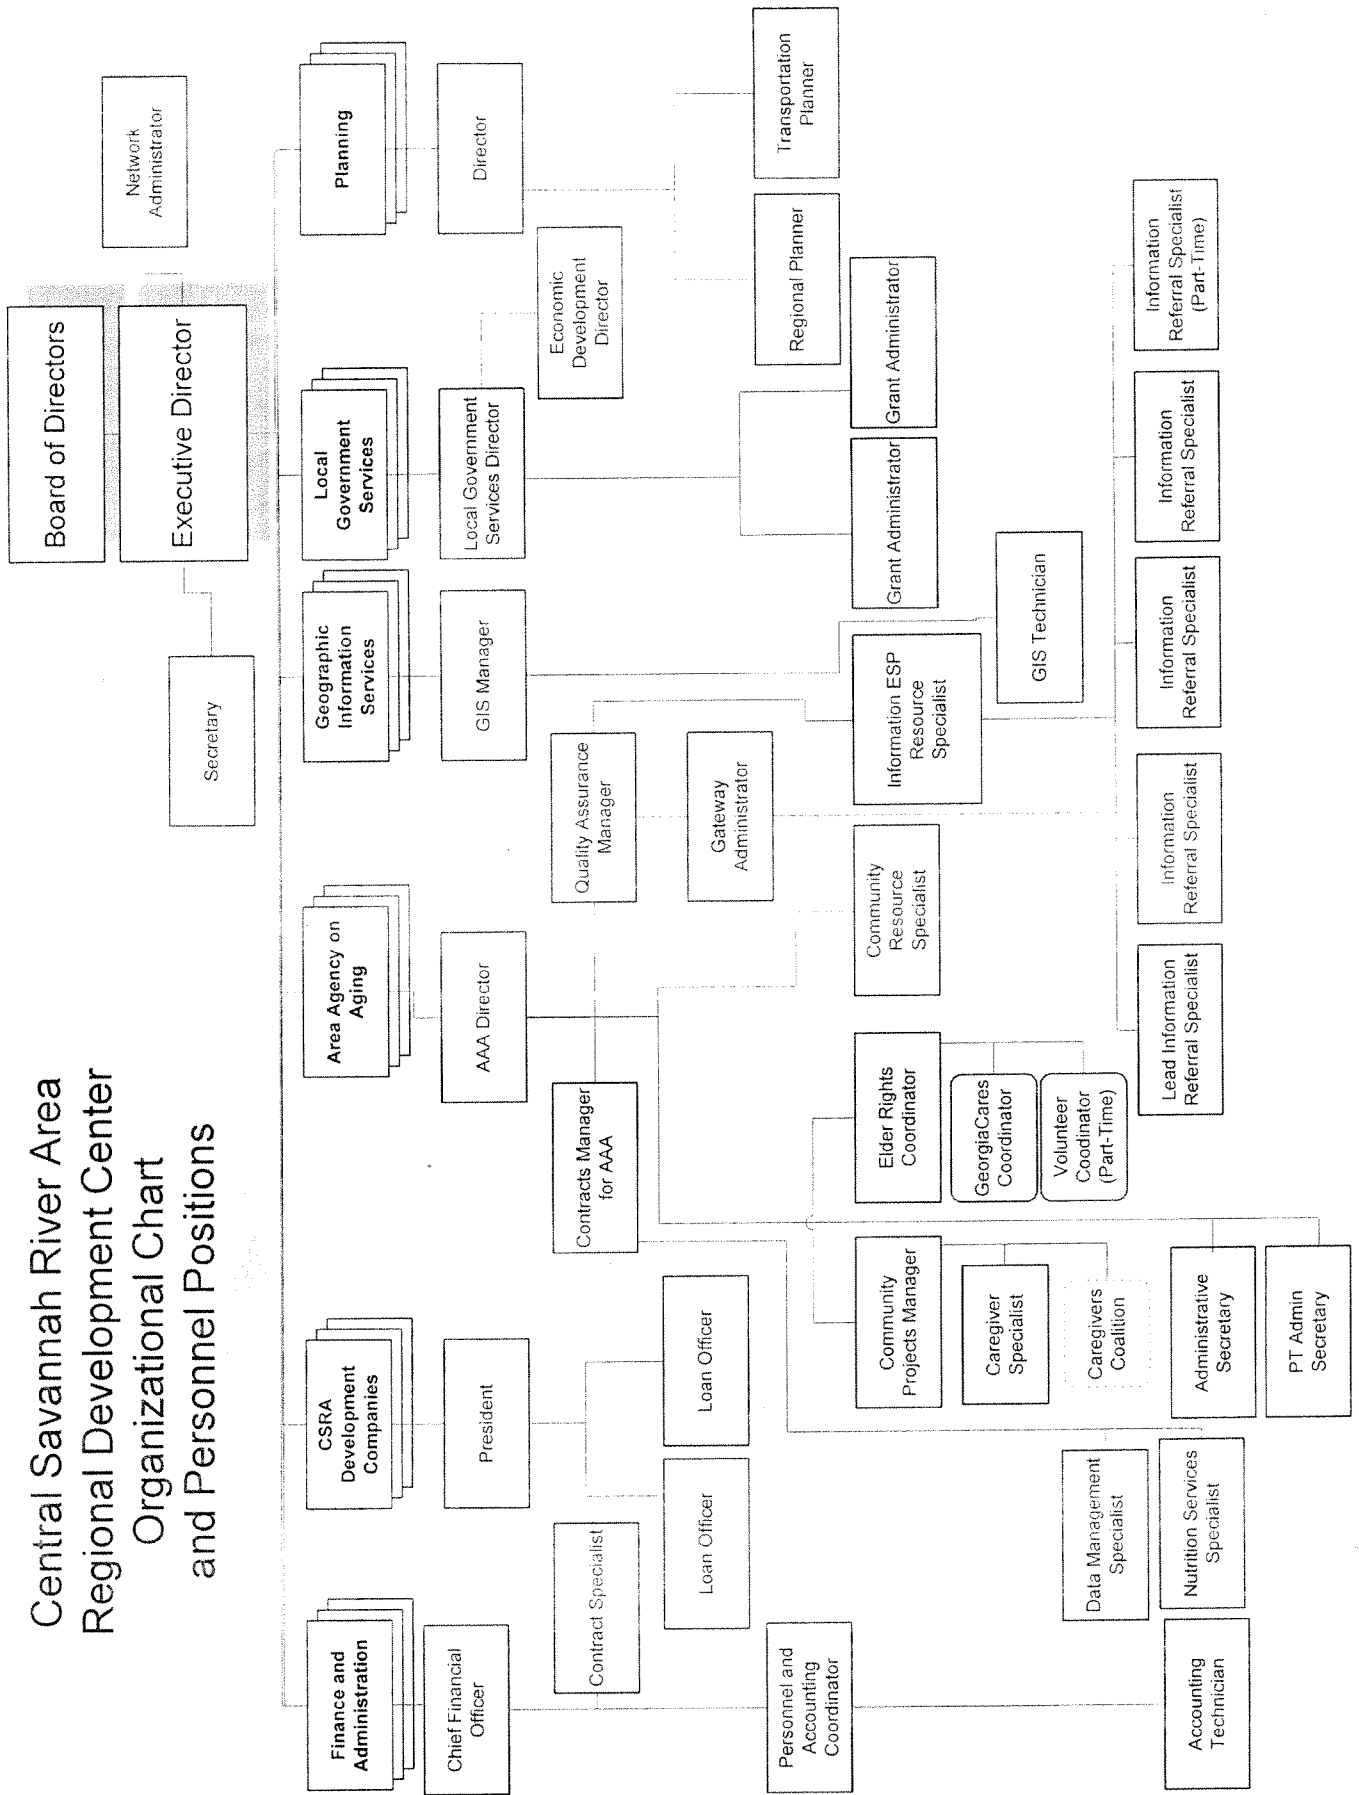 Central Savannah River Area
Regional Development Center
Organizational Chart
and Personnel Positions
Board of Directors
Executive Director
Secretary
Network
Administrator
Finance and
Administration
CSRA
Development
Companies
Area Agency on
Aging
Geographic
Information
Services
Local
Government
Services
Planning
Chief Financial
Officer
President
AAA Director
GIS Manager
Local Government
Services Director
Director
Contract Specialist
Contracts Manager
for AAA
Quality Assurance
Manager
Economic
Development
Director
Loan Officer
Loan Officer
Gateway
Administrator
Personnel and
Accounting
Coordinator
Regional Planner
Transportation
Planner
Community
Projects Manager
Elder Rights
Coordinator
Community
Resource
Specialist
Information ESP
Resource
Specialist
Grant Administrator
Grant Administrator
Caregiver
Specialist
GeorgiaCares
Coordinator
GIS Technician
Caregivers
Coalition
Volunteer
Coodinator
(Part-Time)
Data Management
Specialist
Nutrition Services
Specialist
Accounting
Technician
Administrative
Secretary
PT Admin
Secretary
Lead Information
Referral Specialist
Information
Referral Specialist
Information
Referral Specialist
Information
Referral Specialist
Information
Referral Specialist
(Part-Time)